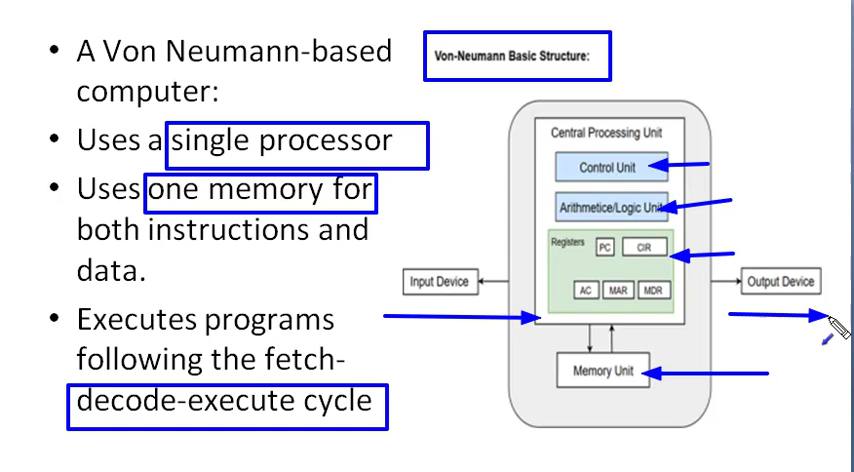 • A Von Neumann-based
computer:
• Uses a single processor
• Uses one memory for
both instructions and
data.
• Executes programs
following the fetch-
decode-execute cycle
Von-Neumann Basic Structure:
Central Processing Unit
Control Unit
Arithmetice/Logic Unit
Registers
PC
CIR
AC
MAR
MDR
Input Device
Output Device
Memory Unit